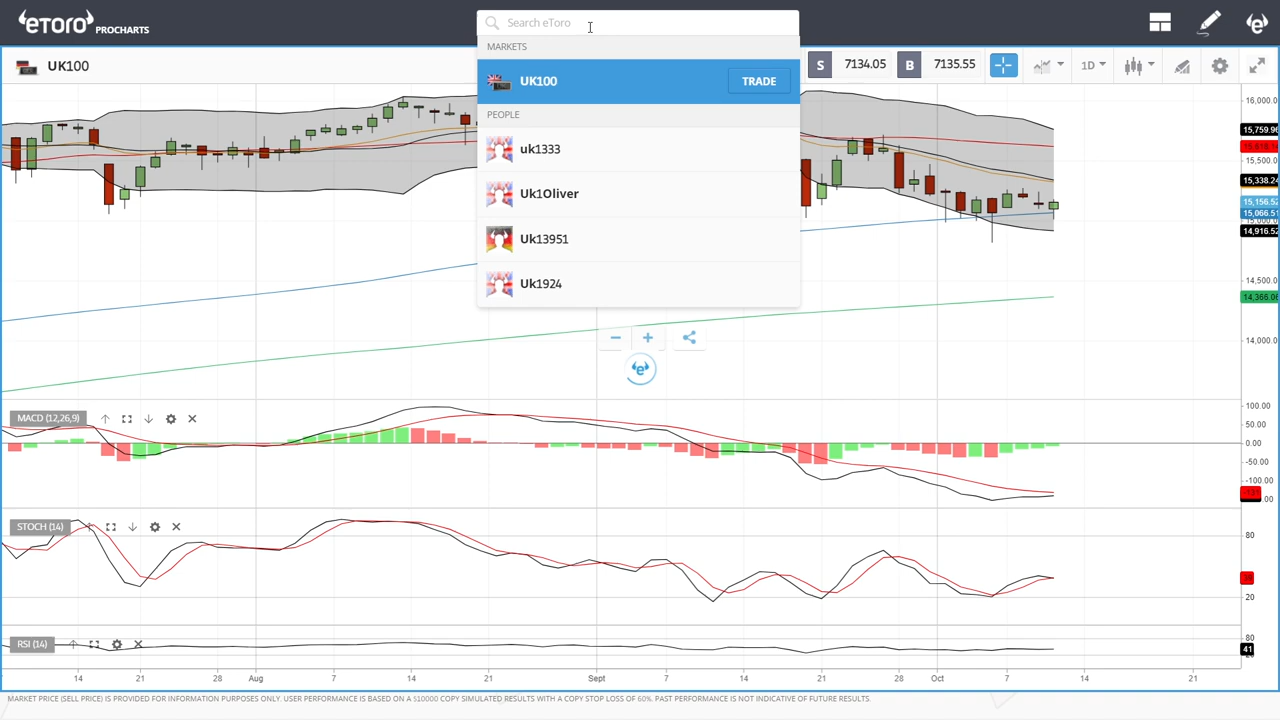 eToro PROCHARTS
Search eToro
MARKETS
UK100
TRADE
PEOPLE
uk1333
Uk1Oliver
Uk13951
Uk1924
UK100
S 7134.05 B 7135.55 1D
16,000.
15,759.96
15,500.
15,338.24
15,156.52
15,066.51
14,916.52
14,500.
14,366.06
14,000.
MACD (12,26,9)
100.00
50.00
0.00
-50.00
-100.00
STOCH (14)
80
20
RSI (14)
80
41
14 21 28 Aug 7 14 21 Sept 7 14 21 28 Oct 7 14 21
MARKET PRICE (SELL PRICE) IS PROVIDED FOR INFORMATION PURPOSES ONLY. USER PERFORMANCE IS BASED ON A $10000 COPY SIMULATED RESULTS WITH A COPY STOP LOSS OF 60%. PAST PERFORMANCE IS NOT INDICATIVE OF FUTURE RESULTS.